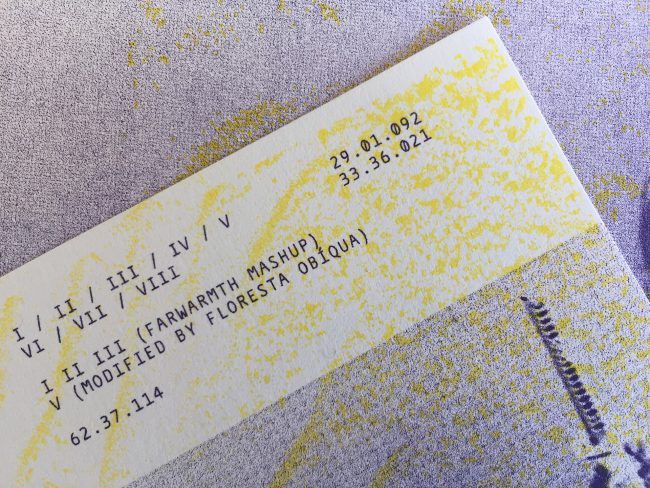 I / II / III / IV / V
VI / VII / VIII
29.01.092
33.36.021
I II III (FARWARMTH MASHUP)
V (MODIFIED BY FLORESTA OBÍQUA)
62.37.114